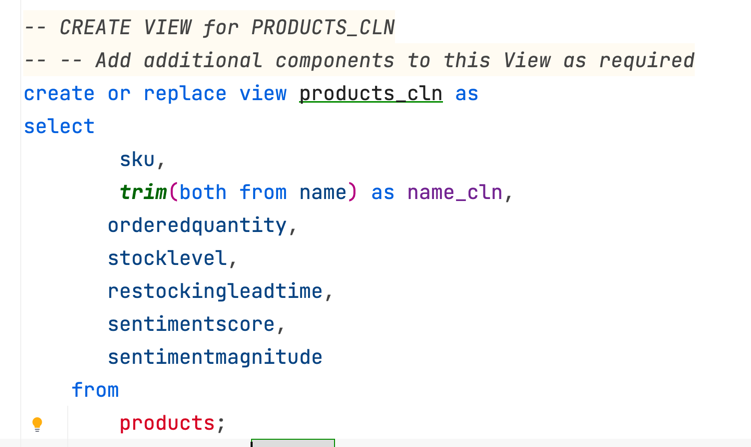 -- CREATE VIEW for PRODUCTS_CLN
-- -- Add additional components to this View as required
create or replace view products_cln as
select
sku,
trim(both from name) as name_cln,
orderedquantity,
stocklevel,
restockingleadtime,
sentimentscore,
sentimentmagnitude
from
products;